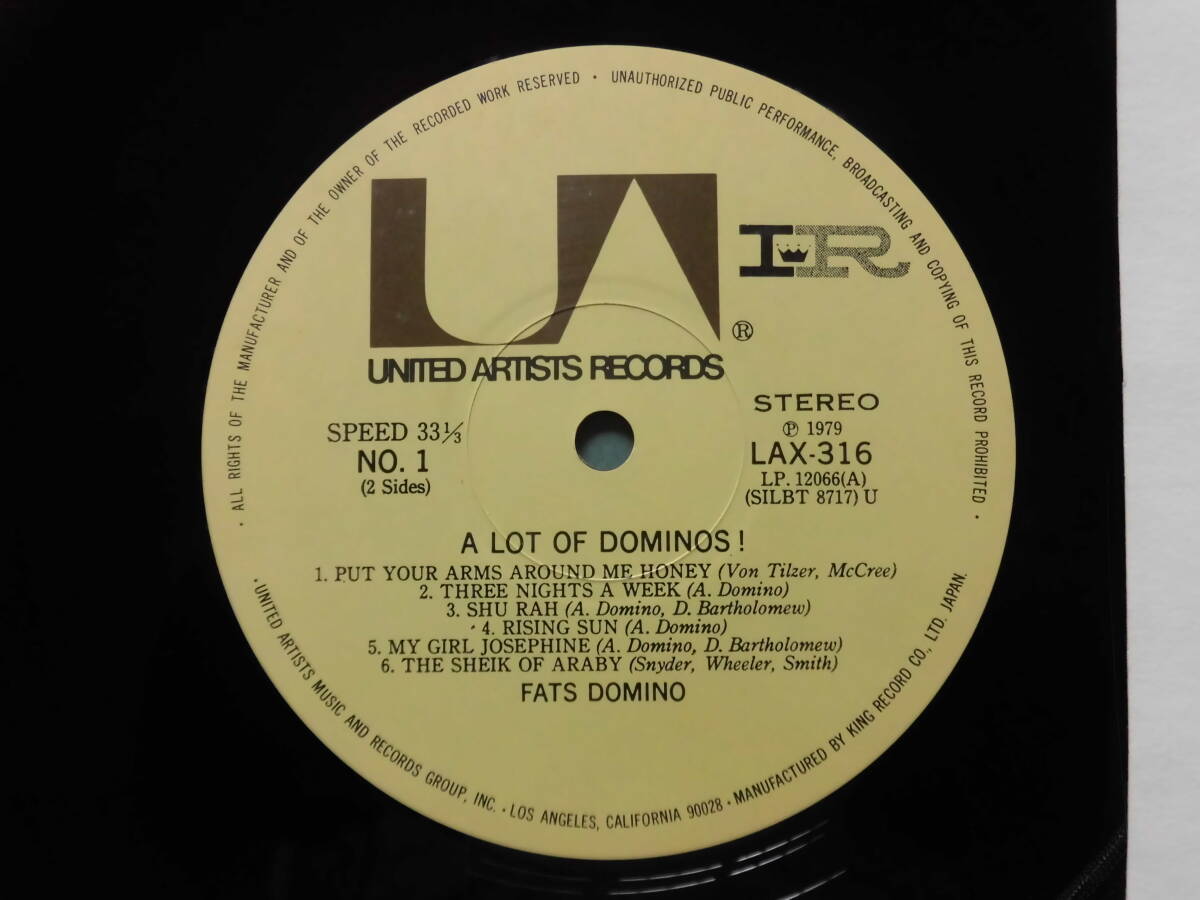 · ALL RIGHTS OF THE MANUFACTURER AND OF THE OWNER OF THE RECORDED WORK RESERVED · UNAUTHORIZED PUBLIC PERFORMANCE, BROADCASTING AND COPYING OF THIS RECORD PROHIBITED ·
UA
®
IR
UNITED ARTISTS RECORDS
SPEED 33⅓
NO. 1
(2 Sides)
STEREO
℗ 1979
LAX-316
LP. 12066(A)
(SILBT 8717) U
A LOT OF DOMINOS!
1. PUT YOUR ARMS AROUND ME HONEY (Von Tilzer, McCree)
2. THREE NIGHTS A WEEK (A. Domino)
3. SHU RAH (A. Domino, D. Bartholomew)
4. RISING SUN (A. Domino)
5. MY GIRL JOSEPHINE (A. Domino, D. Bartholomew)
6. THE SHEIK OF ARABY (Snyder, Wheeler, Smith)
FATS DOMINO
· UNITED ARTISTS MUSIC AND RECORDS GROUP, INC. · LOS ANGELES, CALIFORNIA 90028 · MANUFACTURED BY KING RECORD CO., LTD. JAPAN.